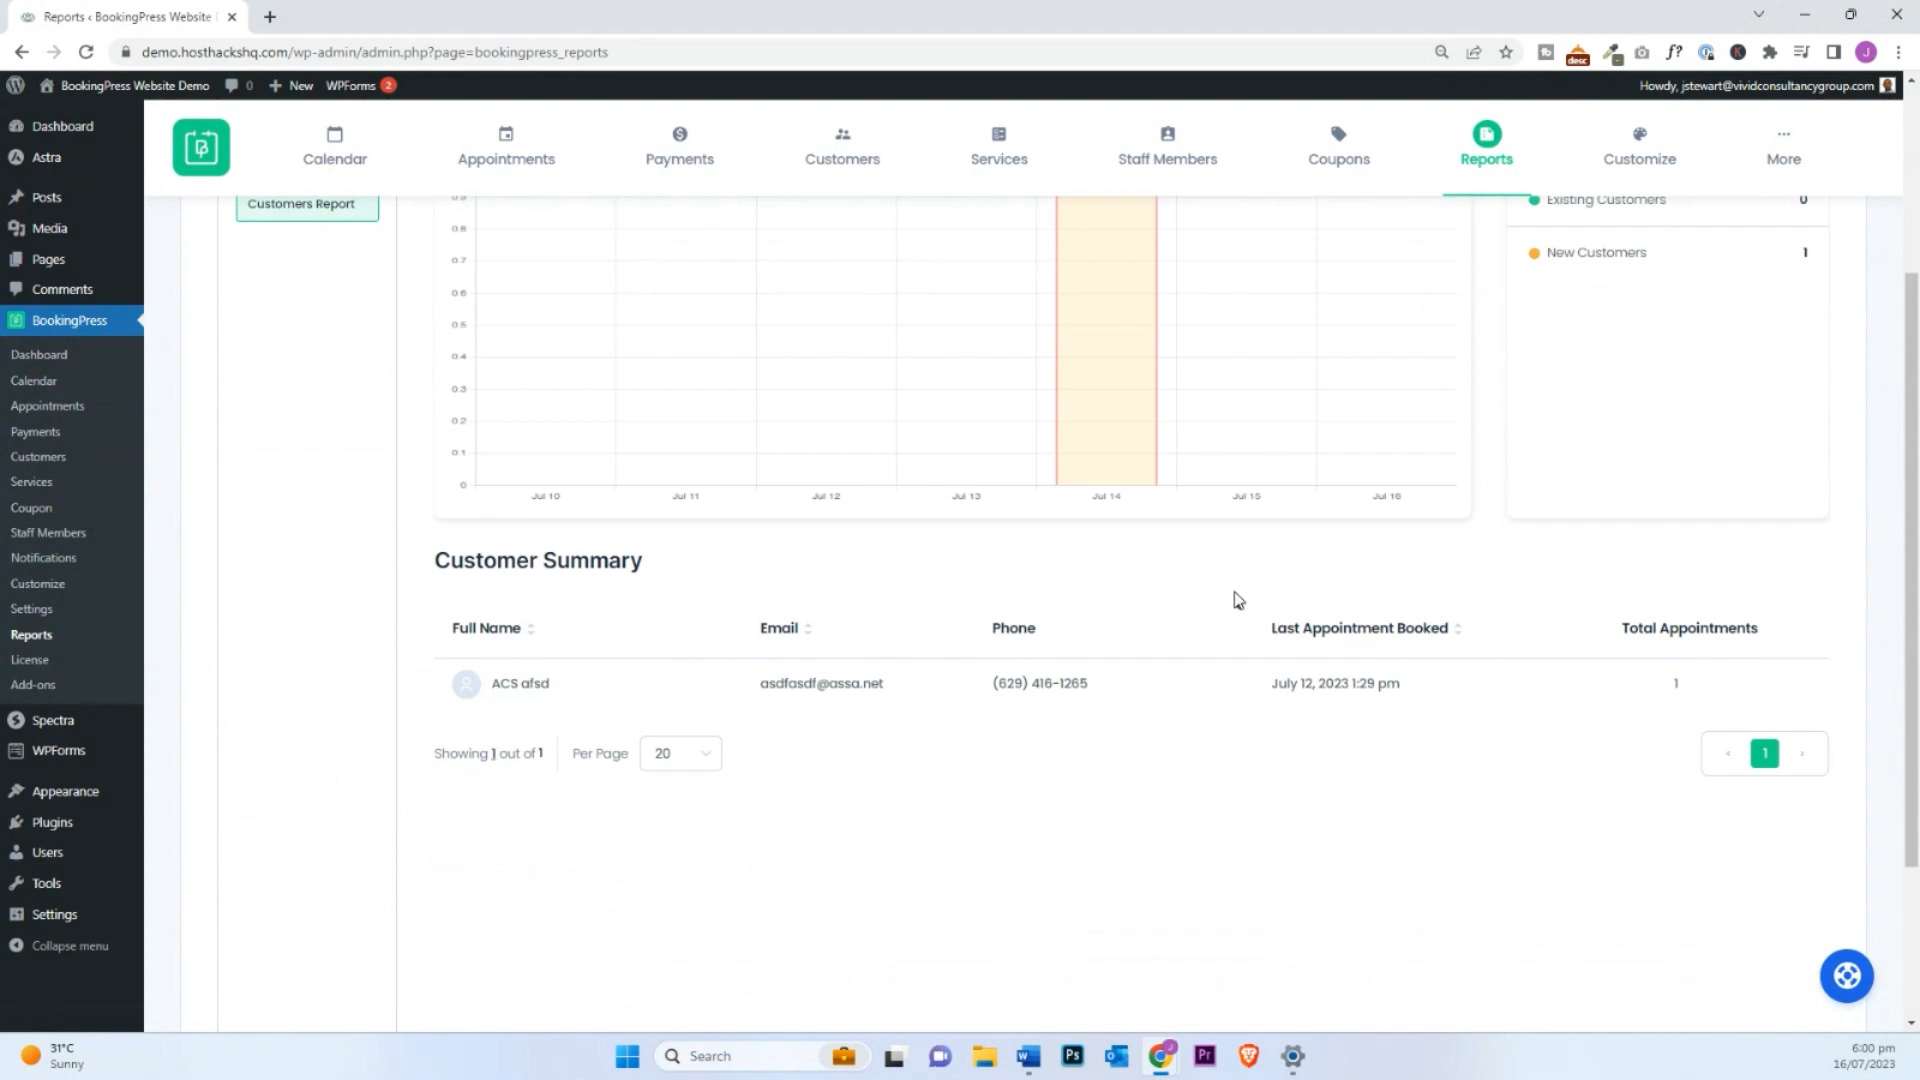 Reports ‹ BookingPress Website
demo.hosthackshq.com/wp-admin/admin.php?page=bookingpress_reports
desc
f?
J
BookingPress Website Demo
0
New
WPForms 2
Howdy, jstewart@vividconsultancygroup.com
Dashboard
Astra
Posts
Media
Pages
Comments
BookingPress
Dashboard
Calendar
Appointments
Payments
Customers
Services
Coupon
Staff Members
Notifications
Customize
Settings
Reports
License
Add-ons
Spectra
WPForms
Appearance
Plugins
Users
Tools
Settings
Collapse menu
Calendar
Appointments
Payments
Customers
Services
Staff Members
Coupons
Reports
Customize
More
Customers Report
0.9
0.8
0.7
0.6
0.5
0.4
0.3
0.2
0.1
0
Jul 10 Jul 11 Jul 12 Jul 13 Jul 14 Jul 15 Jul 16
Existing Customers 0
New Customers 1
Customer Summary
Full Name Email Phone Last Appointment Booked Total Appointments
ACS afsd asdfasdf@assa.net (629) 416-1265 July 12, 2023 1:29 pm 1
Showing 1 out of 1 Per Page 20
‹ 1 ›
31°C
Sunny
Search
W
Ps
J
Pr
6:00 pm
16/07/2023